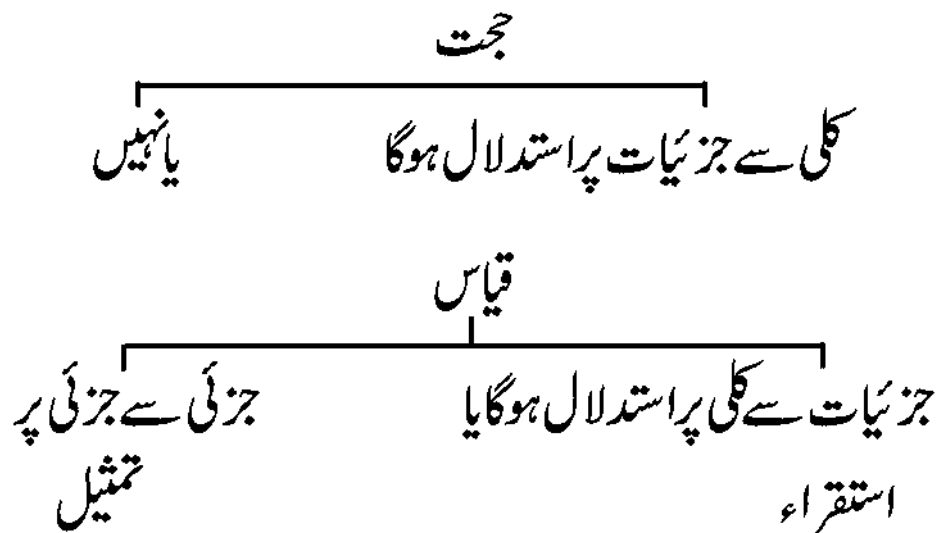 حجت
کلی سے جزئیات پر استدلال ہوگا یا نہیں
قیاس
جزئیات سے کلی پر استدلال ہوگا یا جزئی سے جزئی پر
استقراء تمثیل